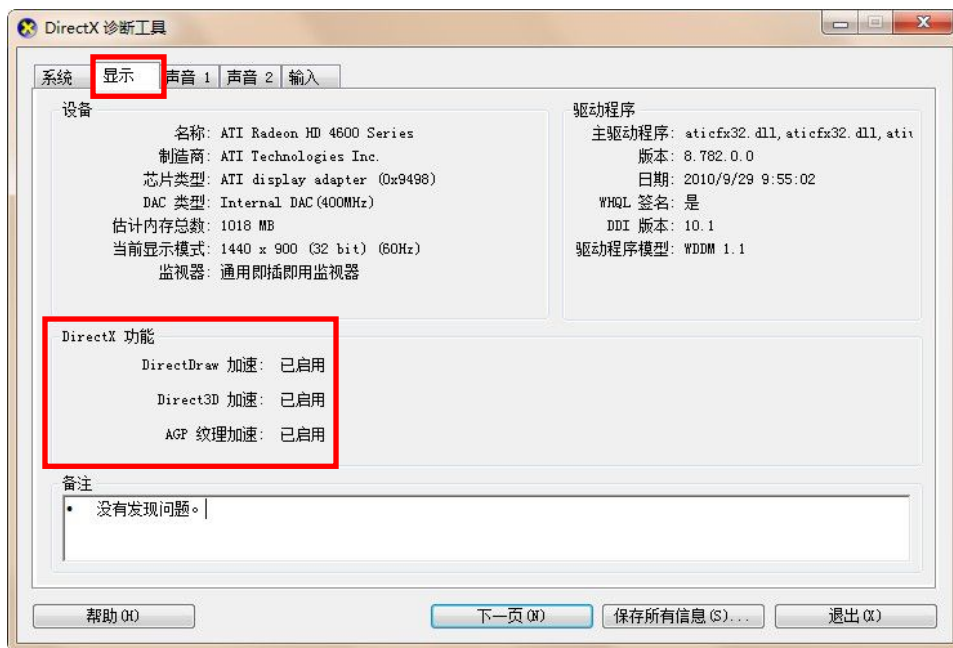 DirectX 诊断工具
系统 显示 声音 1 声音 2 输入
设备
名称: ATI Radeon HD 4600 Series
制造商: ATI Technologies Inc.
芯片类型: ATI display adapter (0x9498)
DAC 类型: Internal DAC(400MHz)
估计内存总数: 1018 MB
当前显示模式: 1440 x 900 (32 bit) (60Hz)
监视器: 通用即插即用监视器
驱动程序
主驱动程序: aticfx32.dll, aticfx32.dll, ativ
版本: 8.782.0.0
日期: 2010/9/29 9:55:02
WHQL 签名: 是
DDI 版本: 10.1
驱动程序模型: WDDM 1.1
DirectX 功能
DirectDraw 加速: 已启用
Direct3D 加速: 已启用
AGP 纹理加速: 已启用
备注
• 没有发现问题。
帮助(H) 下一页(N) 保存所有信息(S)... 退出(X)